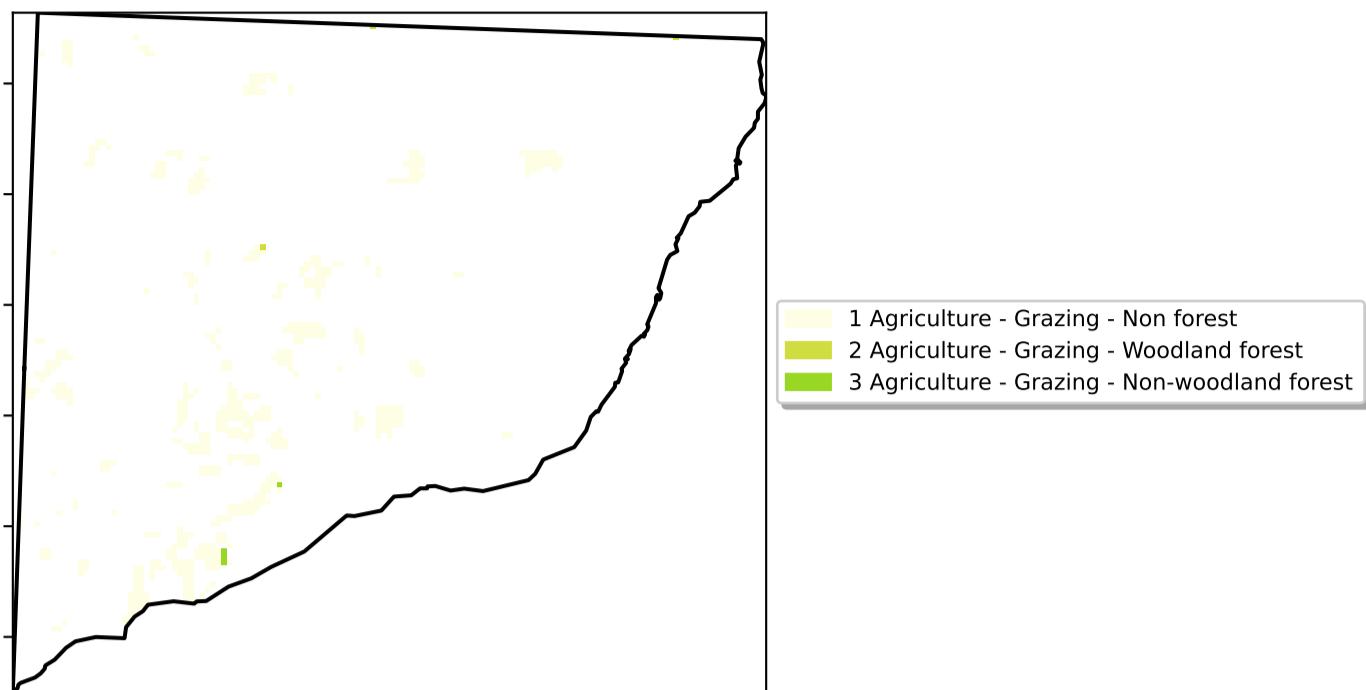 1 Agriculture - Grazing - Non forest
2 Agriculture - Grazing - Woodland forest
3 Agriculture - Grazing - Non-woodland forest